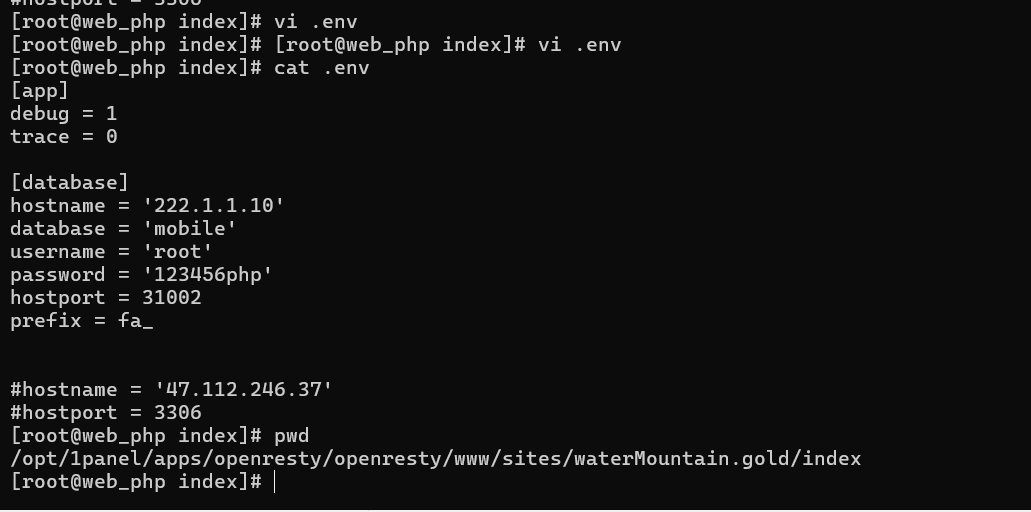 #hostport = 3306
[root@web_php index]# vi .env
[root@web_php index]# [root@web_php index]# vi .env
[root@web_php index]# cat .env
[app]
debug = 1
trace = 0
[database]
hostname = '222.1.1.10'
database = 'mobile'
username = 'root'
password = '123456php'
hostport = 31002
prefix = fa_
#hostname = '47.112.246.37'
#hostport = 3306
[root@web_php index]# pwd
/opt/1panel/apps/openresty/openresty/www/sites/waterMountain.gold/index
[root@web_php index]#